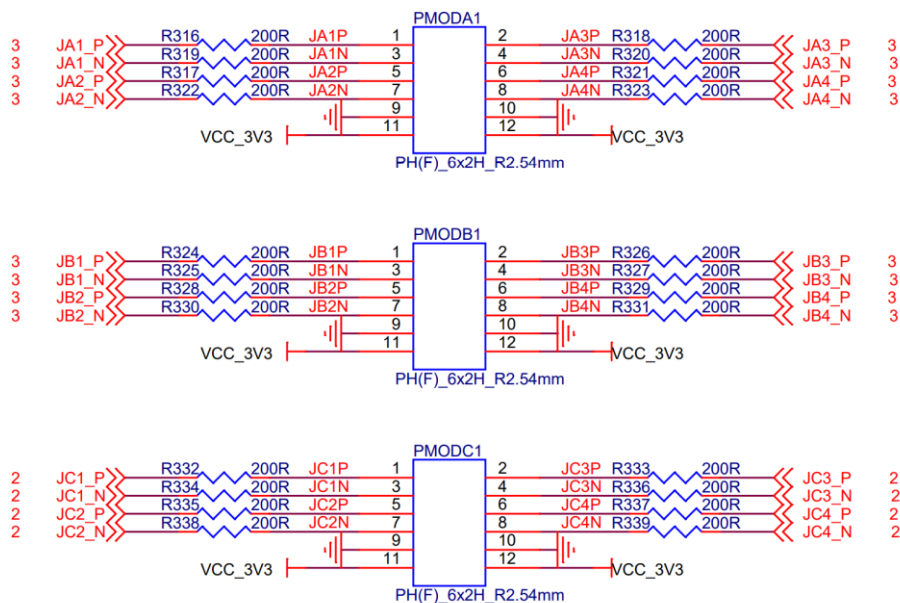 PMODA1
3 JA1_P R316 200R JA1P 1 2 JA3P R318 200R JA3_P 3
3 JA1_N R319 200R JA1N 3 4 JA3N R320 200R JA3_N 3
3 JA2_P R317 200R JA2P 5 6 JA4P R321 200R JA4_P 3
3 JA2_N R322 200R JA2N 7 8 JA4N R323 200R JA4_N 3
9 10
VCC_3V3 11 12 VCC_3V3
PH(F)_6x2H_R2.54mm
PMODB1
3 JB1_P R324 200R JB1P 1 2 JB3P R326 200R JB3_P 3
3 JB1_N R325 200R JB1N 3 4 JB3N R327 200R JB3_N 3
3 JB2_P R328 200R JB2P 5 6 JB4P R329 200R JB4_P 3
3 JB2_N R330 200R JB2N 7 8 JB4N R331 200R JB4_N 3
9 10
VCC_3V3 11 12 VCC_3V3
PH(F)_6x2H_R2.54mm
PMODC1
2 JC1_P R332 200R JC1P 1 2 JC3P R333 200R JC3_P 2
2 JC1_N R334 200R JC1N 3 4 JC3N R336 200R JC3_N 2
2 JC2_P R335 200R JC2P 5 6 JC4P R337 200R JC4_P 2
2 JC2_N R338 200R JC2N 7 8 JC4N R339 200R JC4_N 2
9 10
VCC_3V3 11 12 VCC_3V3
PH(F)_6x2H_R2.54mm